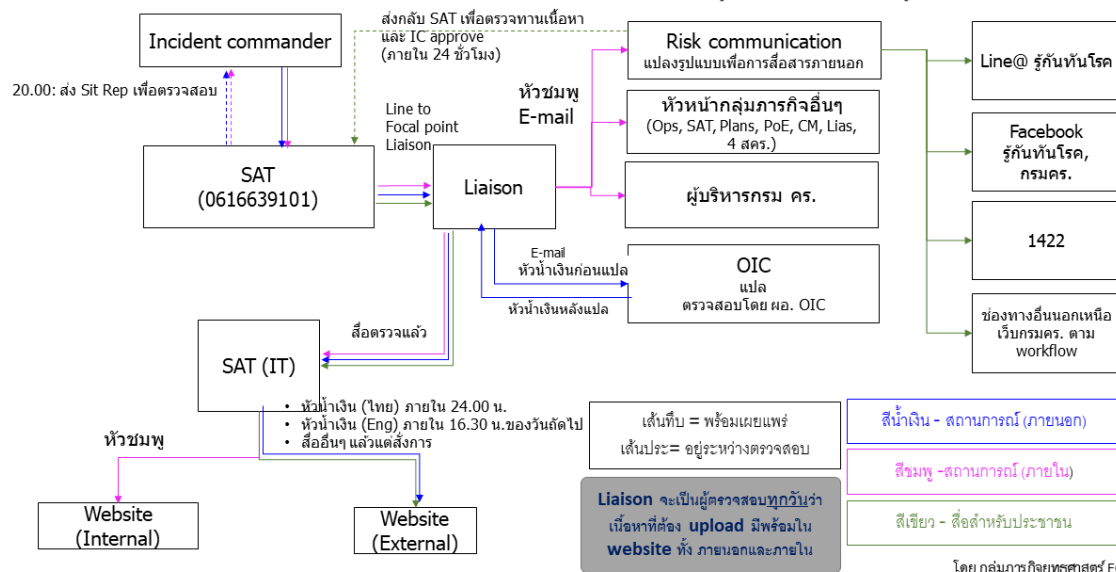 ส่งกลับ SAT เพื่อตรวจทานเนื้อหา
และ IC approve
(ภายใน 24 ชั่วโมง)
Incident commander
Risk communication
แปลงรูปแบบเพื่อการสื่อสารภายนอก
Line@ รู้กันทันโรค
20.00: ส่ง Sit Rep เพื่อตรวจสอบ
หัวชมพู
E-mail
หัวหน้ากลุ่มภารกิจอื่นๆ
(Ops, SAT, Plans, PoE, CM, Lias,
4 สคร.)
Line to
Focal point
Liaison
Facebook
รู้กันทันโรค,
กรมคร.
SAT
(0616639101)
Liaison
ผู้บริหารกรม คร.
1422
E-mail
หัวน้ำเงินก่อนแปล
หัวน้ำเงินหลังแปล
OIC
แปล
ตรวจสอบโดย ผอ. OIC
ช่องทางอื่นนอกเหนือ
เว็บกรมคร. ตาม
workflow
สื่อตรวจแล้ว
SAT (IT)
• หัวน้ำเงิน (ไทย) ภายใน 24.00 น.
• หัวน้ำเงิน (Eng) ภายใน 16.30 น.ของวันถัดไป
• สื่ออื่นๆ แล้วแต่สั่งการ
หัวชมพู
Website
(Internal)
Website
(External)
เส้นทึบ = พร้อมเผยแพร่
เส้นประ= อยู่ระหว่างตรวจสอบ
สีน้ำเงิน - สถานการณ์ (ภายนอก)
สีชมพู -สถานการณ์ (ภายใน)
สีเขียว - สื่อสำหรับประชาชน
Liaison จะเป็นผู้ตรวจสอบทุกวันว่า
เนื้อหาที่ต้อง upload มีพร้อมใน
website ทั้ง ภายนอกและภายใน
โดย กลุ่มภารกิจยุทธศาสตร์